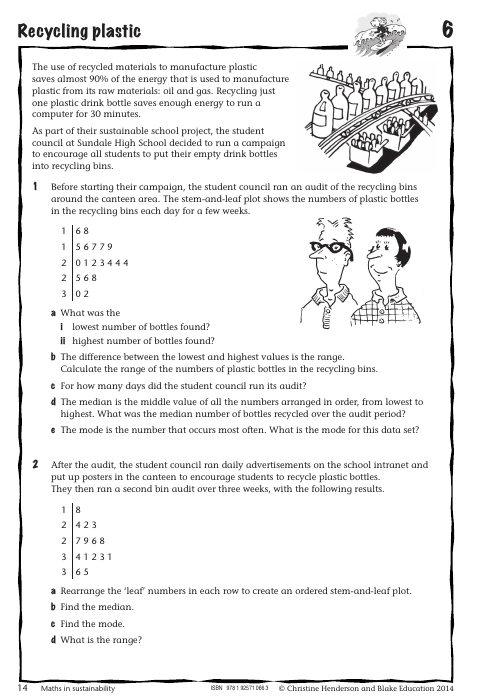 Recycling plastic
6
The use of recycled materials to manufacture plastic
saves almost 90% of the energy that is used to manufacture
plastic from its raw materials: oil and gas. Recycling just
one plastic drink bottle saves enough energy to run a
computer for 30 minutes.
As part of their sustainable school project, the student
council at Sundale High School decided to run a campaign
to encourage all students to put their empty drink bottles
into recycling bins.
1 Before starting their campaign, the student council ran an audit of the recycling bins
around the canteen area. The stem-and-leaf plot shows the numbers of plastic bottles
in the recycling bins each day for a few weeks.
1 | 6 8
1 | 5 6 7 7 9
2 | 0 1 2 3 4 4 4
2 | 5 6 8
3 | 0 2
a What was the
i lowest number of bottles found?
ii highest number of bottles found?
b The difference between the lowest and highest values is the range.
Calculate the range of the numbers of plastic bottles in the recycling bins.
c For how many days did the student council run its audit?
d The median is the middle value of all the numbers arranged in order, from lowest to
highest. What was the median number of bottles recycled over the audit period?
e The mode is the number that occurs most often. What is the mode for this data set?
2 After the audit, the student council ran daily advertisements on the school intranet and
put up posters in the canteen to encourage students to recycle plastic bottles.
They then ran a second bin audit over three weeks, with the following results.
1 | 8
2 | 4 2 3
2 | 7 9 6 8
3 | 4 1 2 3 1
3 | 6 5
a Rearrange the 'leaf' numbers in each row to create an ordered stem-and-leaf plot.
b Find the median.
c Find the mode.
d What is the range?
14 Maths in sustainability
ISBN 978 1 92571 066 3 © Christine Henderson and Blake Education 2014